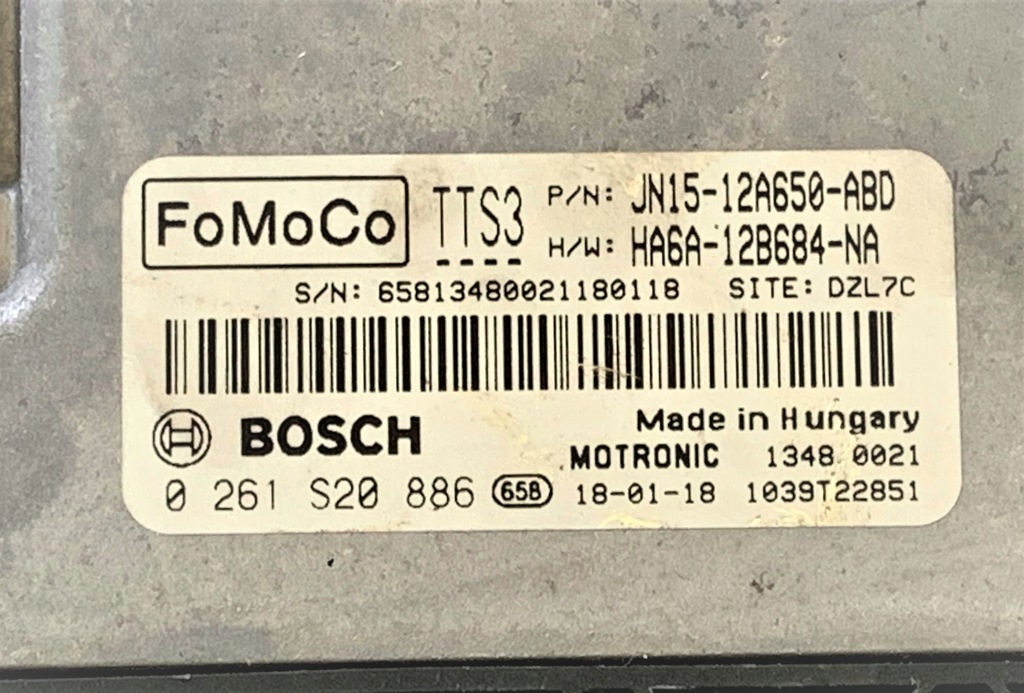 FoMoCo TTS3 P/N: JN15-12A650-ABD
H/W: HA6A-12B684-NA
S/N: 65813480021180118 SITE: DZL7C
BOSCH Made in Hungary
MOTRONIC 1348 0021
0 261 S20 886 65B 18-01-18 1039T22851